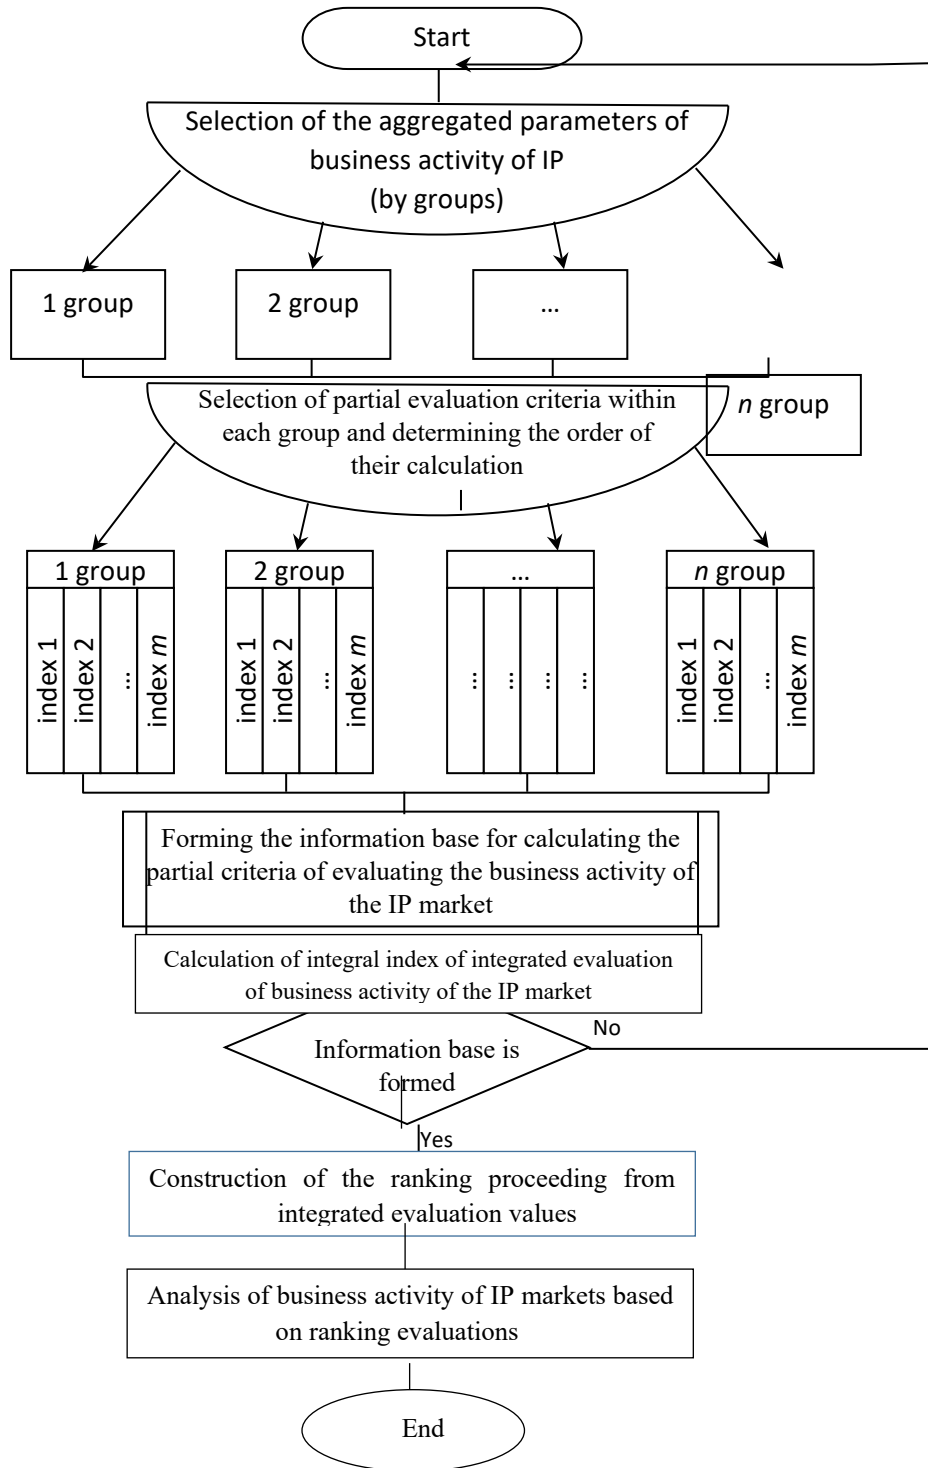 Start
Selection of the aggregated parameters of
business activity of IP
(by groups)
1 group
2 group
...
n group
Selection of partial evaluation criteria within
each group and determining the order of
their calculation
1 group
index 1
index 2
...
index m
2 group
index 1
index 2
...
index m
...
...
...
...
...
n group
index 1
index 2
...
index m
Forming the information base for calculating the
partial criteria of evaluating the business activity of
the IP market
Calculation of integral index of integrated evaluation
of business activity of the IP market
No
Information base is
formed
Yes
Construction of the ranking proceeding from
integrated evaluation values
Analysis of business activity of IP markets based
on ranking evaluations
End